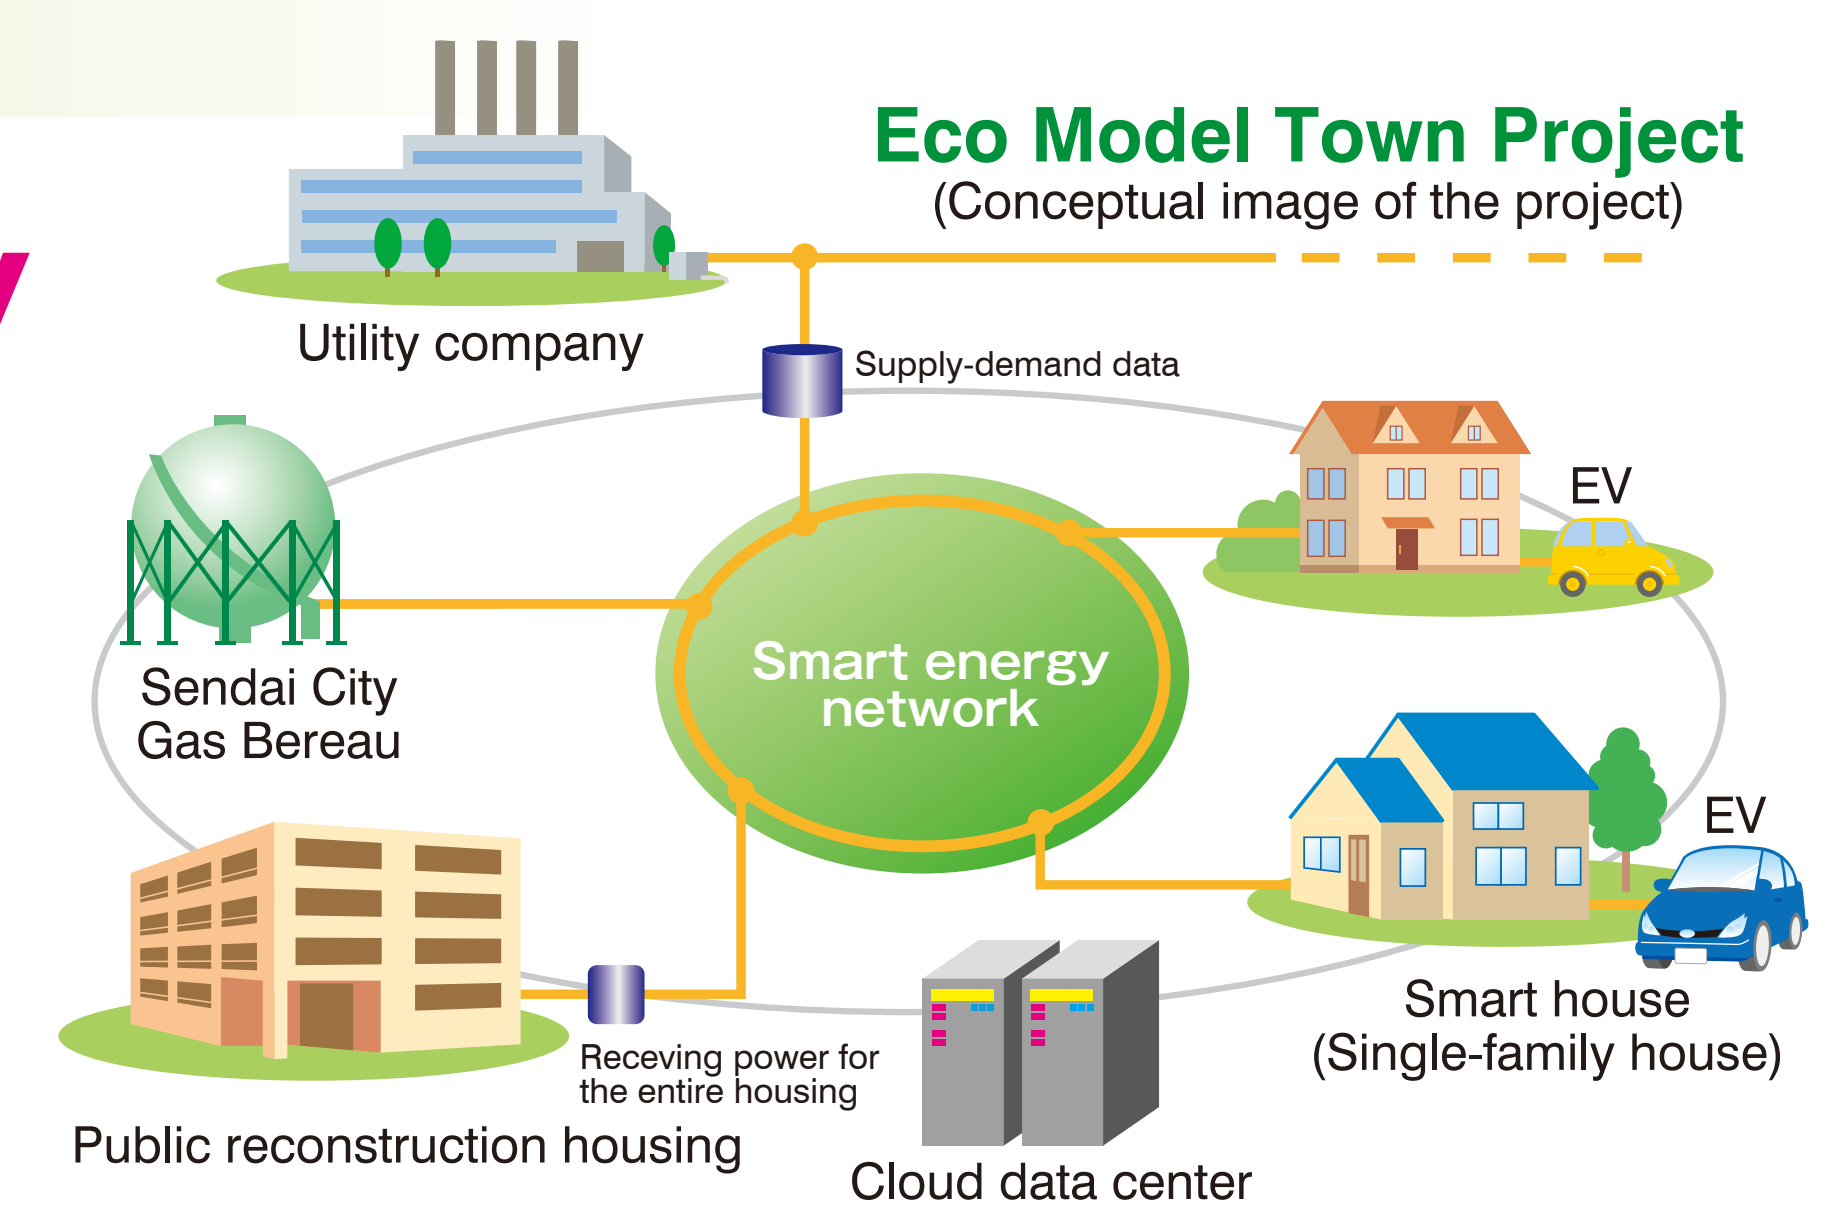 Eco Model Town Project
(Conceptual image of the project)
Utility company
Supply-demand data
EV
Smart energy
network
Sendai City
Gas Bereau
EV
Smart house
(Single-family house)
Receving power for
the entire housing
Public reconstruction housing
Cloud data center